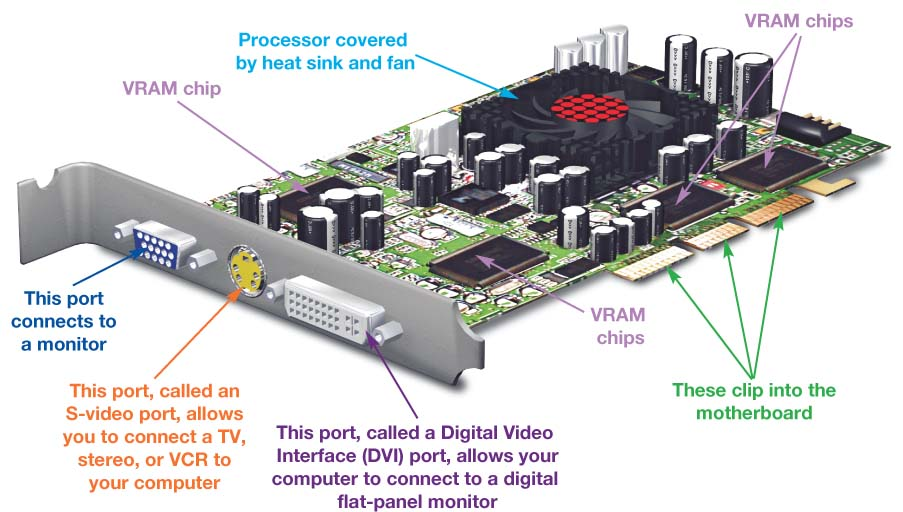 VRAM chips
Processor covered
by heat sink and fan
VRAM chip
This port
connects to
a monitor
VRAM
chips
This port, called an
S-video port, allows
you to connect a TV,
stereo, or VCR to
your computer
This port, called a Digital Video
Interface (DVI) port, allows your
computer to connect to a digital
flat-panel monitor
These clip into the
motherboard